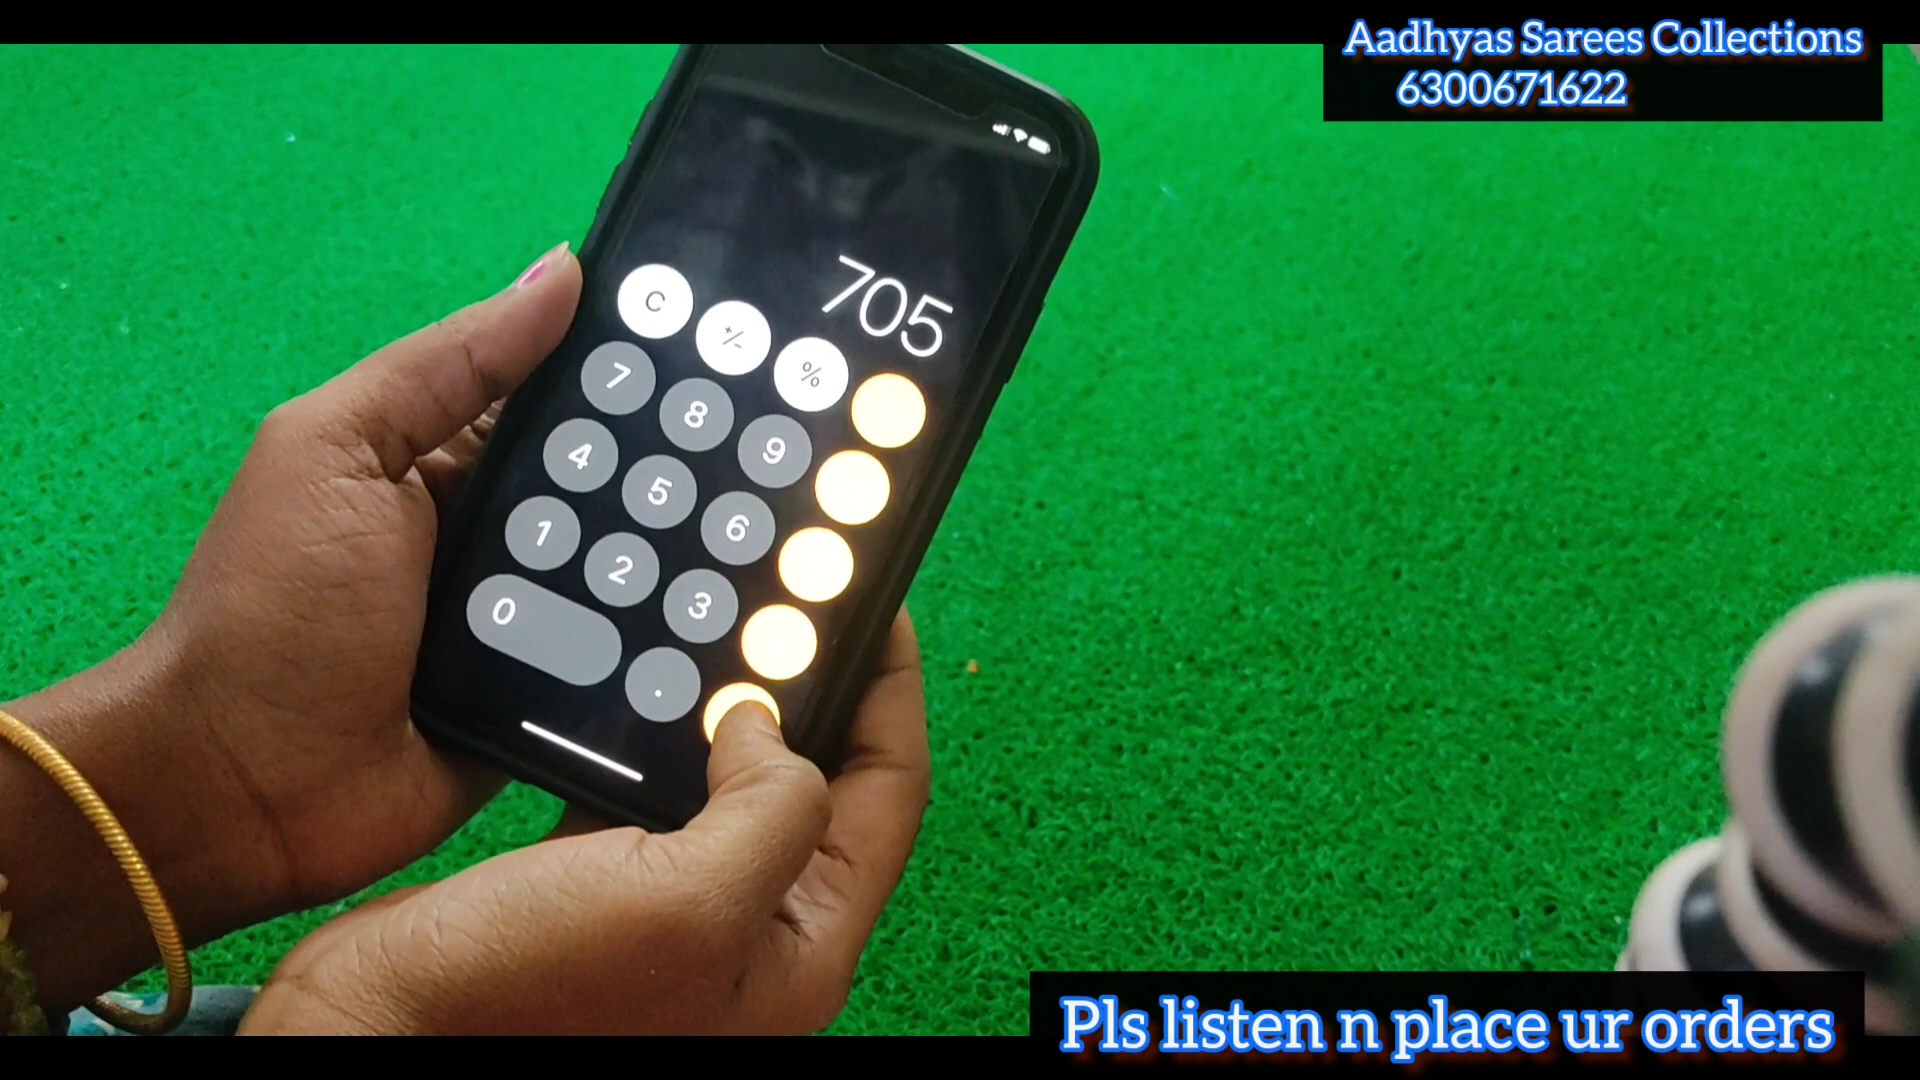 Aadhyas Sarees Collections
6300671622
705
C +/- %
7 8 9
4 5 6
1 2 3
0 .
Pls listen n place ur orders